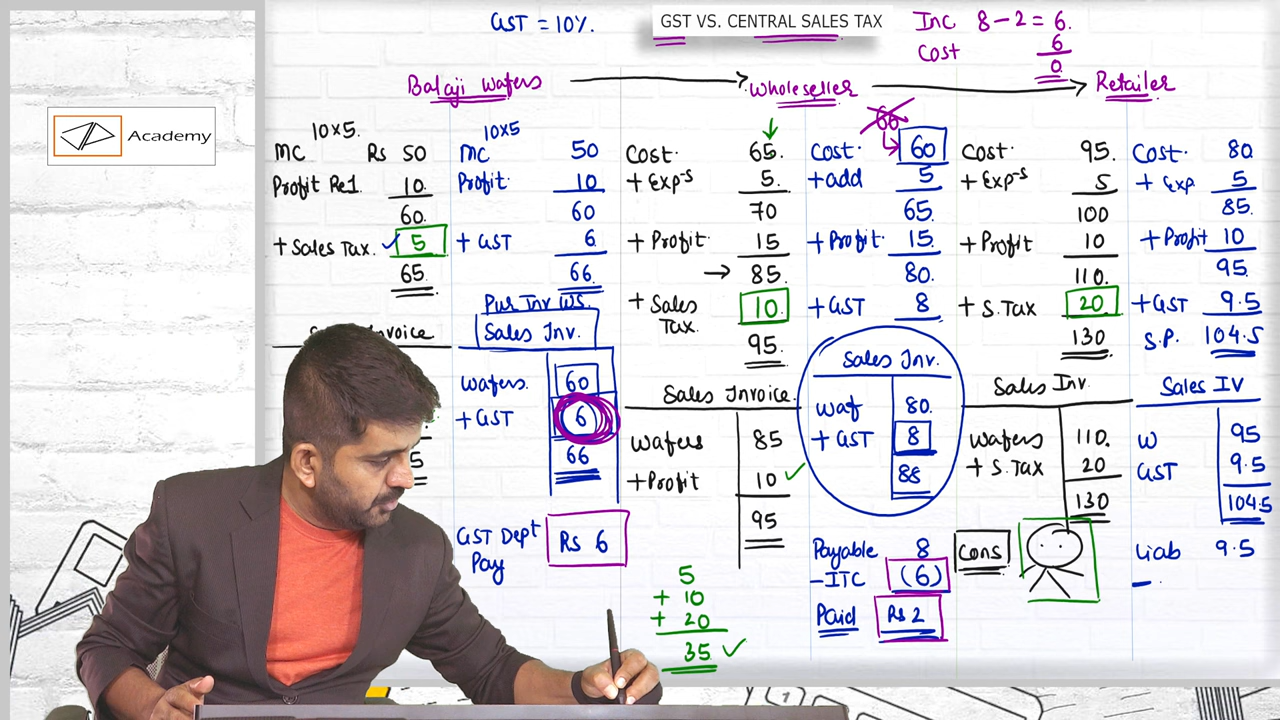 GST = 10%.
GST VS. CENTRAL SALES TAX
Inc 8 - 2 = 6.
Cost 6
0
Balaji Wafers
Wholeseller
Retailer
Academy
10×5.
MC Rs 50
Profit Re1. 10.
60.
+ Sales Tax. 5
65.
Invoice
5
10×5
MC 50
Profit. 10
60
+ GST 6
66
Pur Inv WS.
Sales Inv.
Wafers. 60
+ GST 6
66
GST Dept Rs 6
Pay
Cost. 65.
+ Exp-s 5.
70
+ Profit. 15
→ 85.
+ Sales 10.
Tax.
95.
Sales Invoice.
Wafers 85
+ Profit 10 ✓
95
5
+ 10
+ 20
35 ✓
66
Cost. 60
+ add 5
65.
+ Profit. 15.
80.
+ GST 8
Sales Inv.
Waf 80.
+ GST 8
88
Payable 8
- ITC (6)
Paid Rs 2
Cost. 95.
+ Exp-s 5
100
+ Profit 10
110.
+ S.Tax 20
130
Sales Inv.
Wafers 110.
+ S.Tax 20
130
Cons
Cost. 80
+ Exp 5
85.
+ Profit 10
95.
+ GST 9.5
S.P. 104.5
Sales IV
W 95
GST 9.5
104.5
Liab 9.5